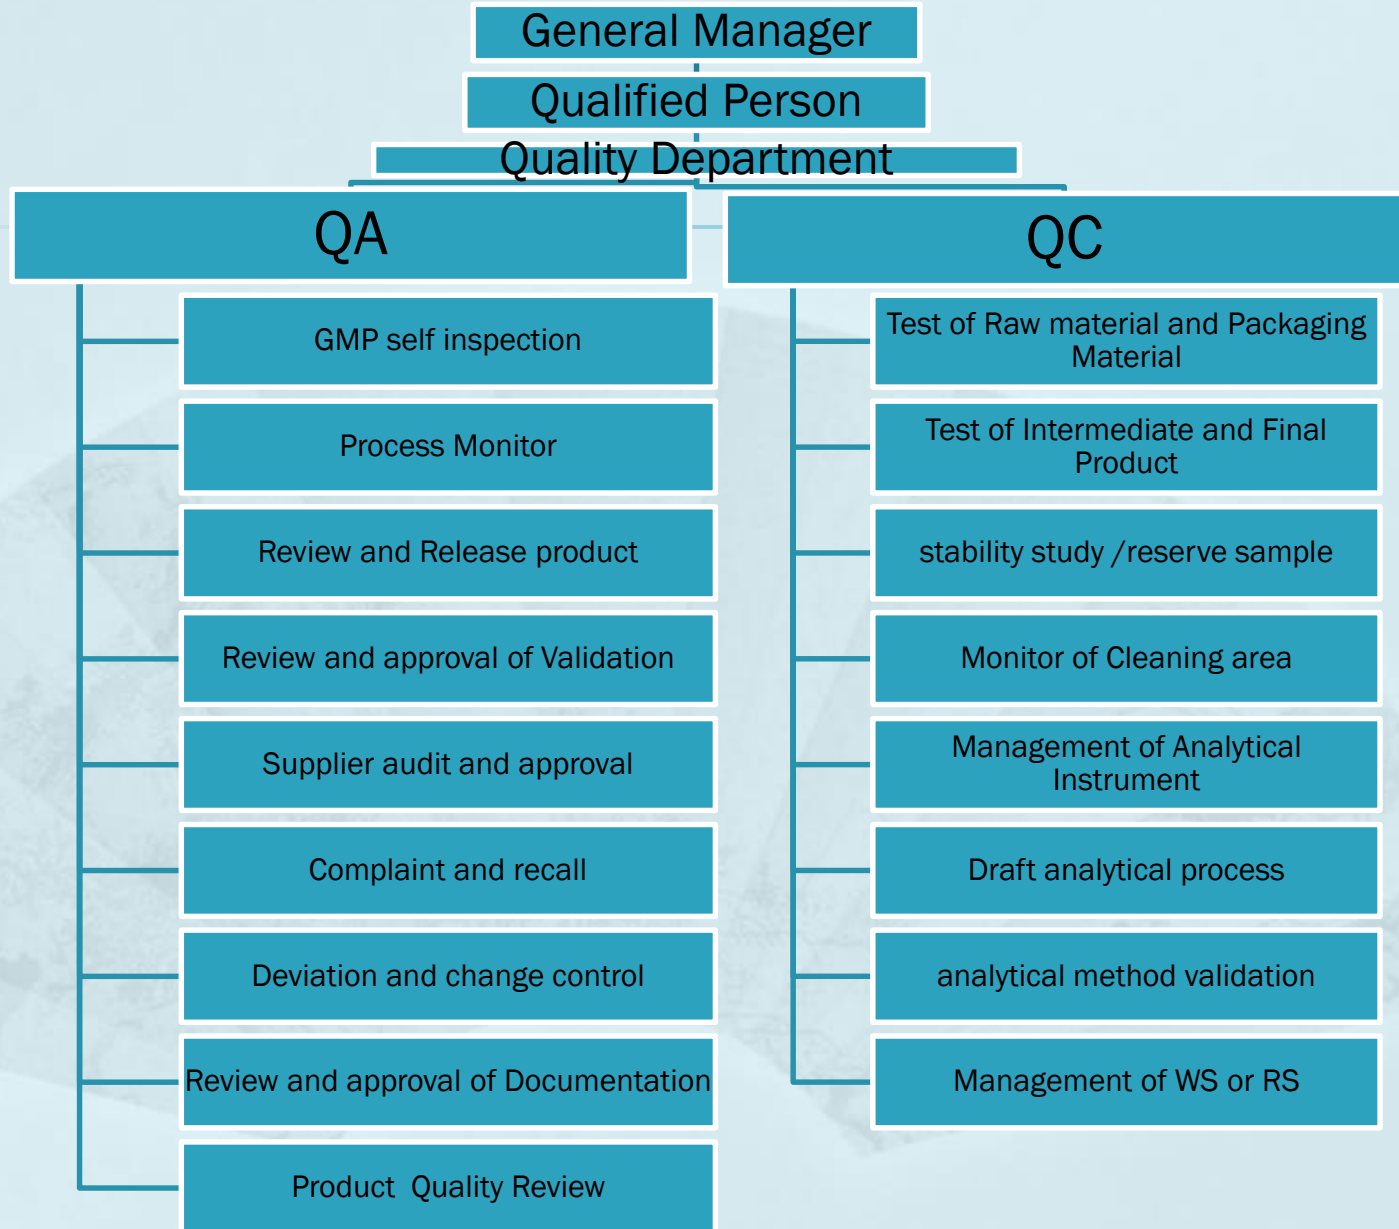 General Manager
Qualified Person
Quality Department
QA
GMP self inspection
Process Monitor
Review and Release product
Review and approval of Validation
Supplier audit and approval
Complaint and recall
Deviation and change control
Review and approval of Documentation
Product  Quality Review
QC
Test of Raw material and Packaging
Material
Test of Intermediate and Final
Product
stability study /reserve sample
Monitor of Cleaning area
Management of Analytical
Instrument
Draft analytical process
analytical method validation
Management of WS or RS